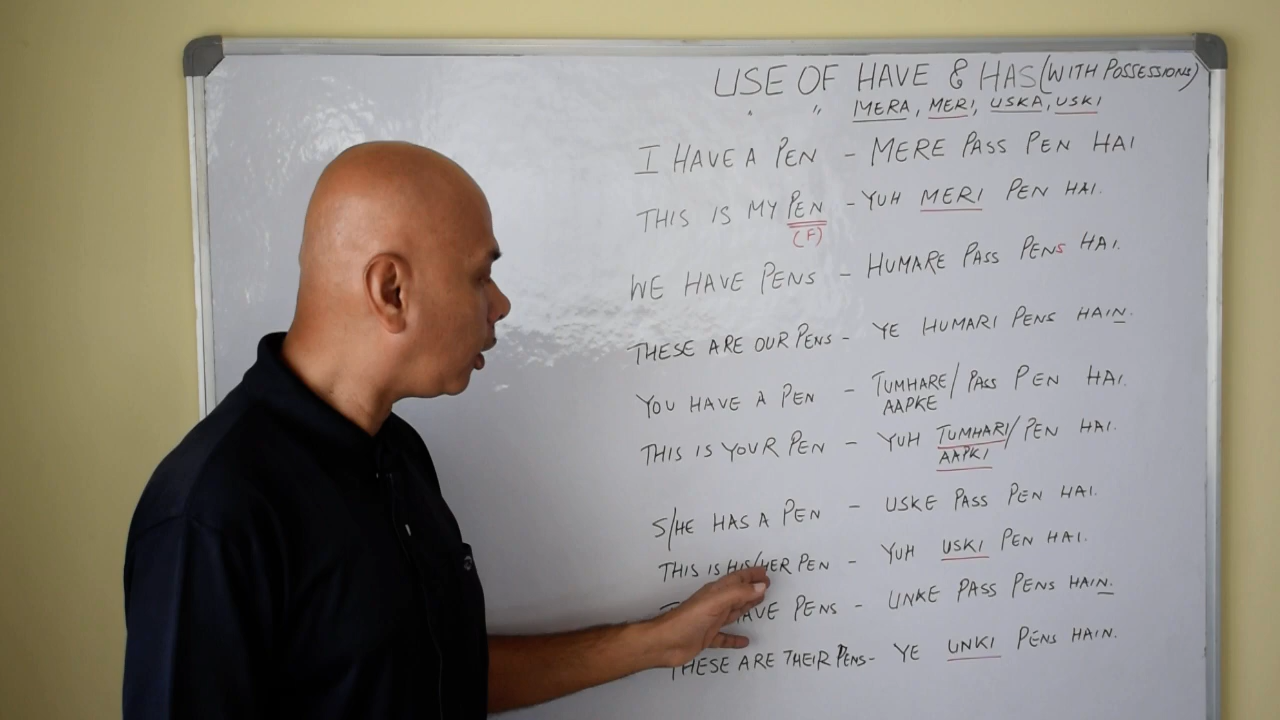 USE OF HAVE & HAS (WITH POSSESSIONS)
" " MERA, MERI, USKA, USKI
I HAVE A PEN - MERE PASS PEN HAI
THIS IS MY PEN - YUH MERI PEN HAI.
(F)
WE HAVE PENS - HUMARE PASS PENS HAI.
THESE ARE OUR PENS - YE HUMARI PENS HAIN.
YOU HAVE A PEN - TUMHARE/ PASS PEN HAI.
AAPKE
THIS IS YOUR PEN - YUH TUMHARI/ PEN HAI.
AAPKI
S/HE HAS A PEN - USKE PASS PEN HAI.
THIS IS HIS/HER PEN - YUH USKI PEN HAI.
HAVE PENS - UNKE PASS PENS HAIN.
THESE ARE THEIR PENS- YE UNKI PENS HAIN.